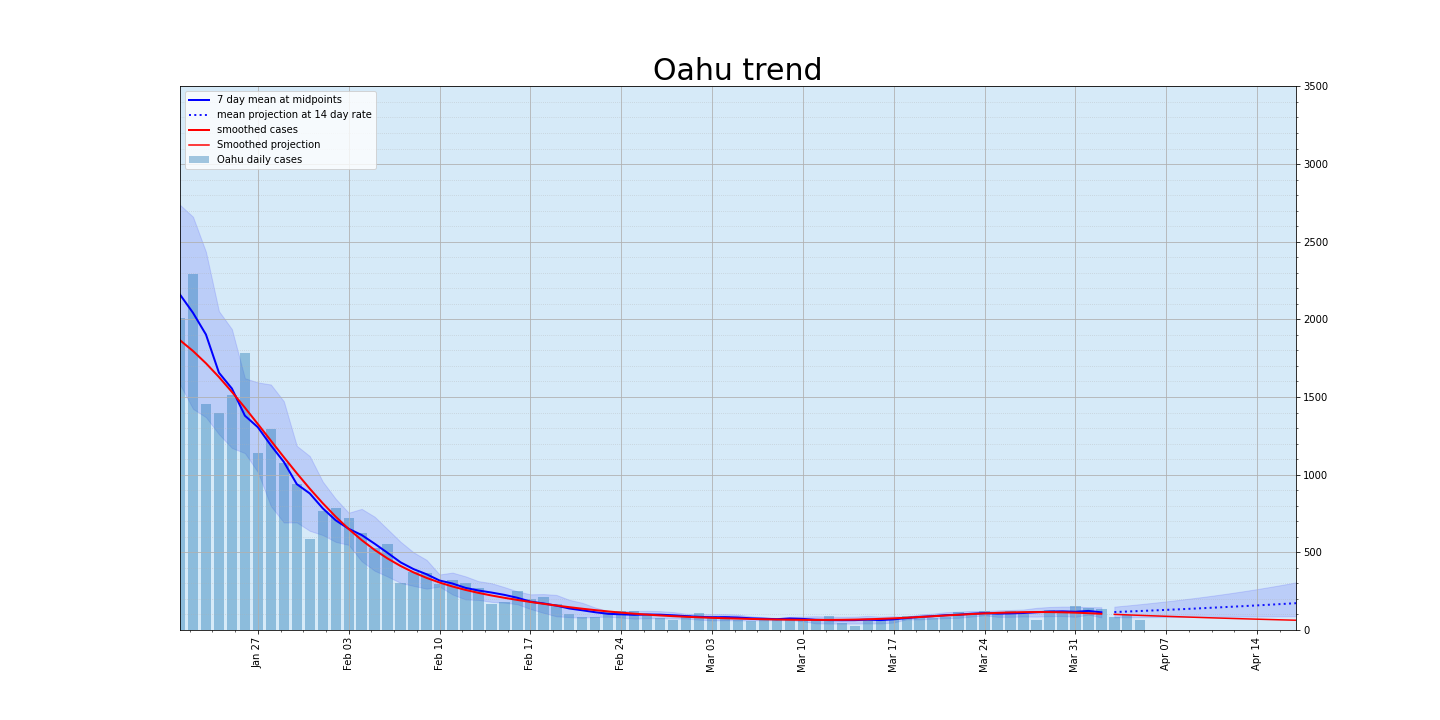 Oahu trend
7 day mean at midpoints
mean projection at 14 day rate
smoothed cases
Smoothed projection
Oahu daily cases
3500
3000
2500
2000
1500
1000
500
0
Jan 27
Feb 03
Feb 10
Feb 17
Feb 24
Mar 03
Mar 10
Mar 17
Mar 24
Mar 31
Apr 07
Apr 14